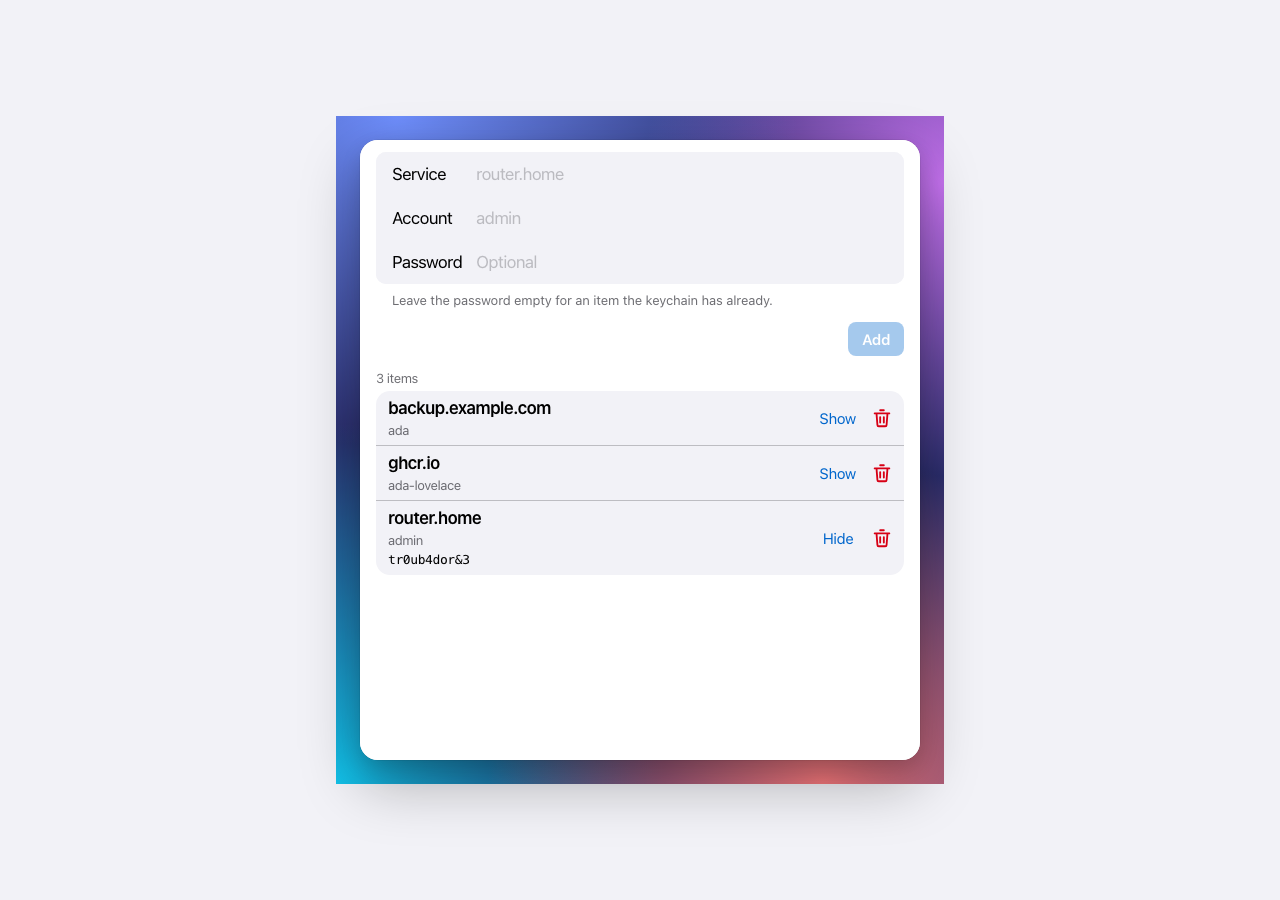 Service router.home
Account admin
Password Optional
Leave the password empty for an item the keychain has already.
Add
3 items
backup.example.com
ada
Show
ghcr.io
ada-lovelace
Show
router.home
admin
tr0ub4dor&3
Hide